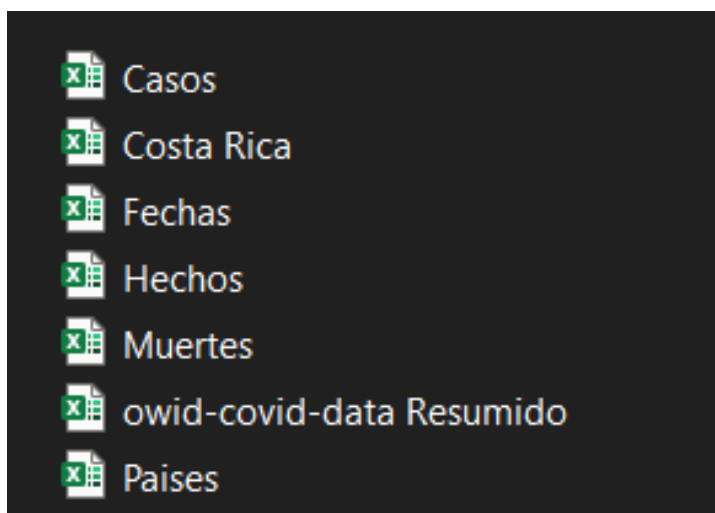 Casos
Costa Rica
Fechas
Hechos
Muertes
owid-covid-data Resumido
Paises